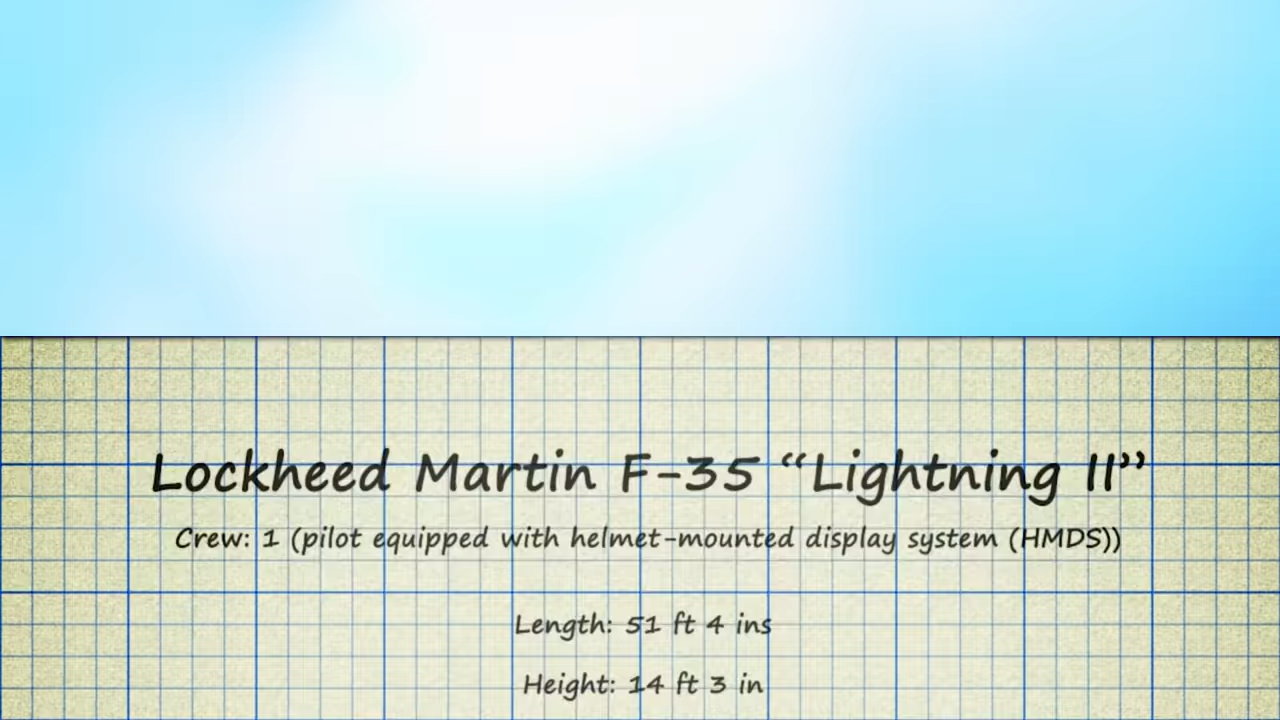 Lockheed Martin F-35 “Lightning II”
Crew: 1 (pilot equipped with helmet-mounted display system (HMDS))
Length: 51 ft 4 ins
Height: 14 ft 3 in